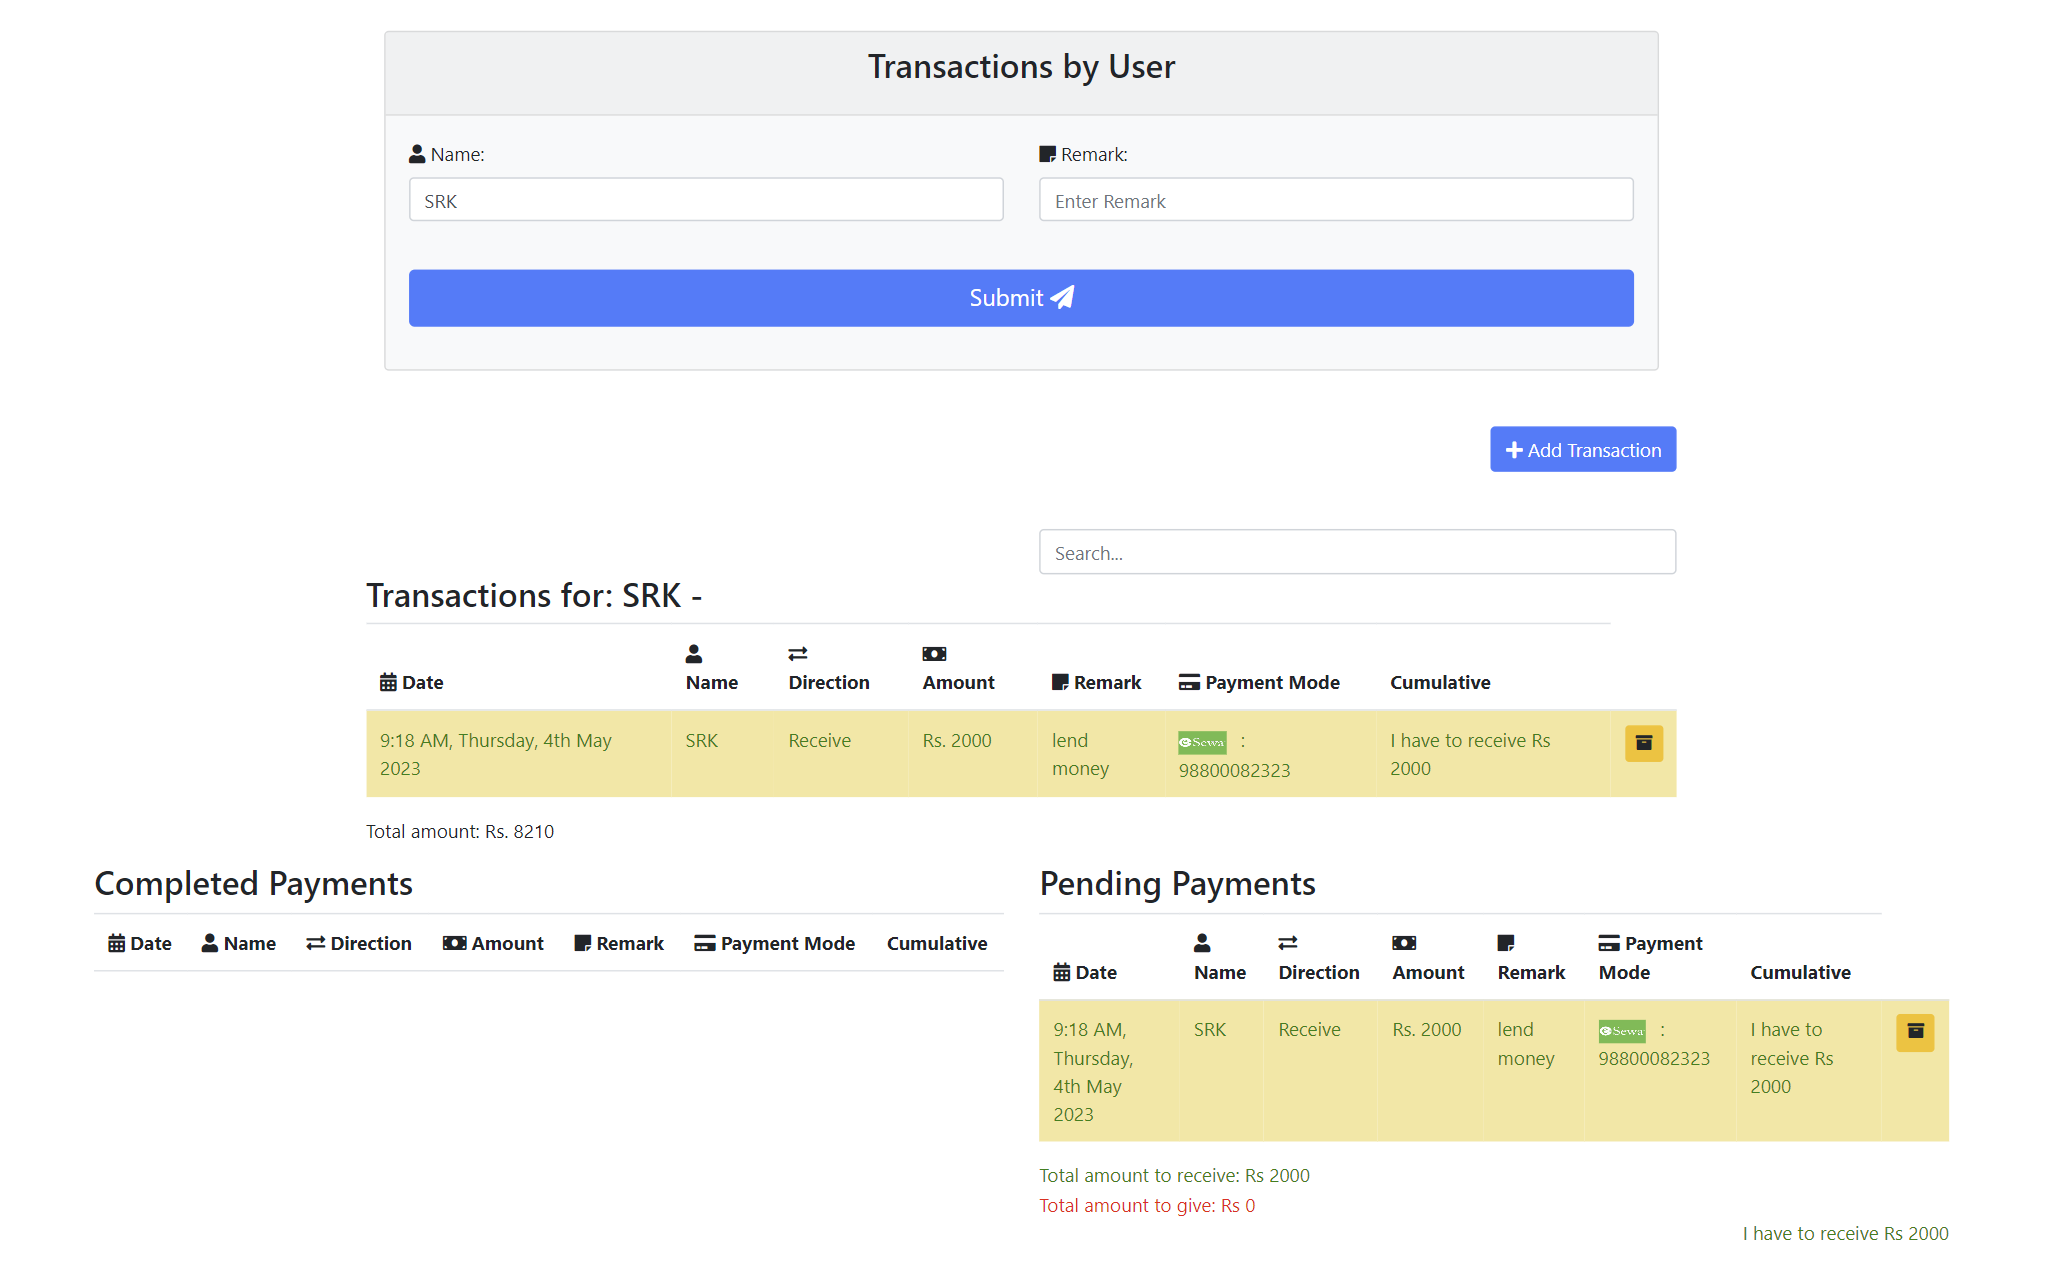 Transactions by User
Name:
Remark:
SRK
Enter Remark
Submit
Add Transaction
Search...
Transactions for: SRK -
Date
Name
Direction
Amount
Remark
Payment Mode
Cumulative
9:18 AM, Thursday, 4th May
2023
SRK
Receive
Rs. 2000
lend
money
eSewa :
98800082323
I have to receive Rs
2000
Total amount: Rs. 8210
Completed Payments
Date Name Direction Amount Remark Payment Mode Cumulative
Pending Payments
Date
Name
Direction
Amount
Remark
Payment
Mode
Cumulative
9:18 AM,
Thursday,
4th May
2023
SRK
Receive
Rs. 2000
lend
money
eSewa :
98800082323
I have to
receive Rs
2000
Total amount to receive: Rs 2000
Total amount to give: Rs 0
I have to receive Rs 2000